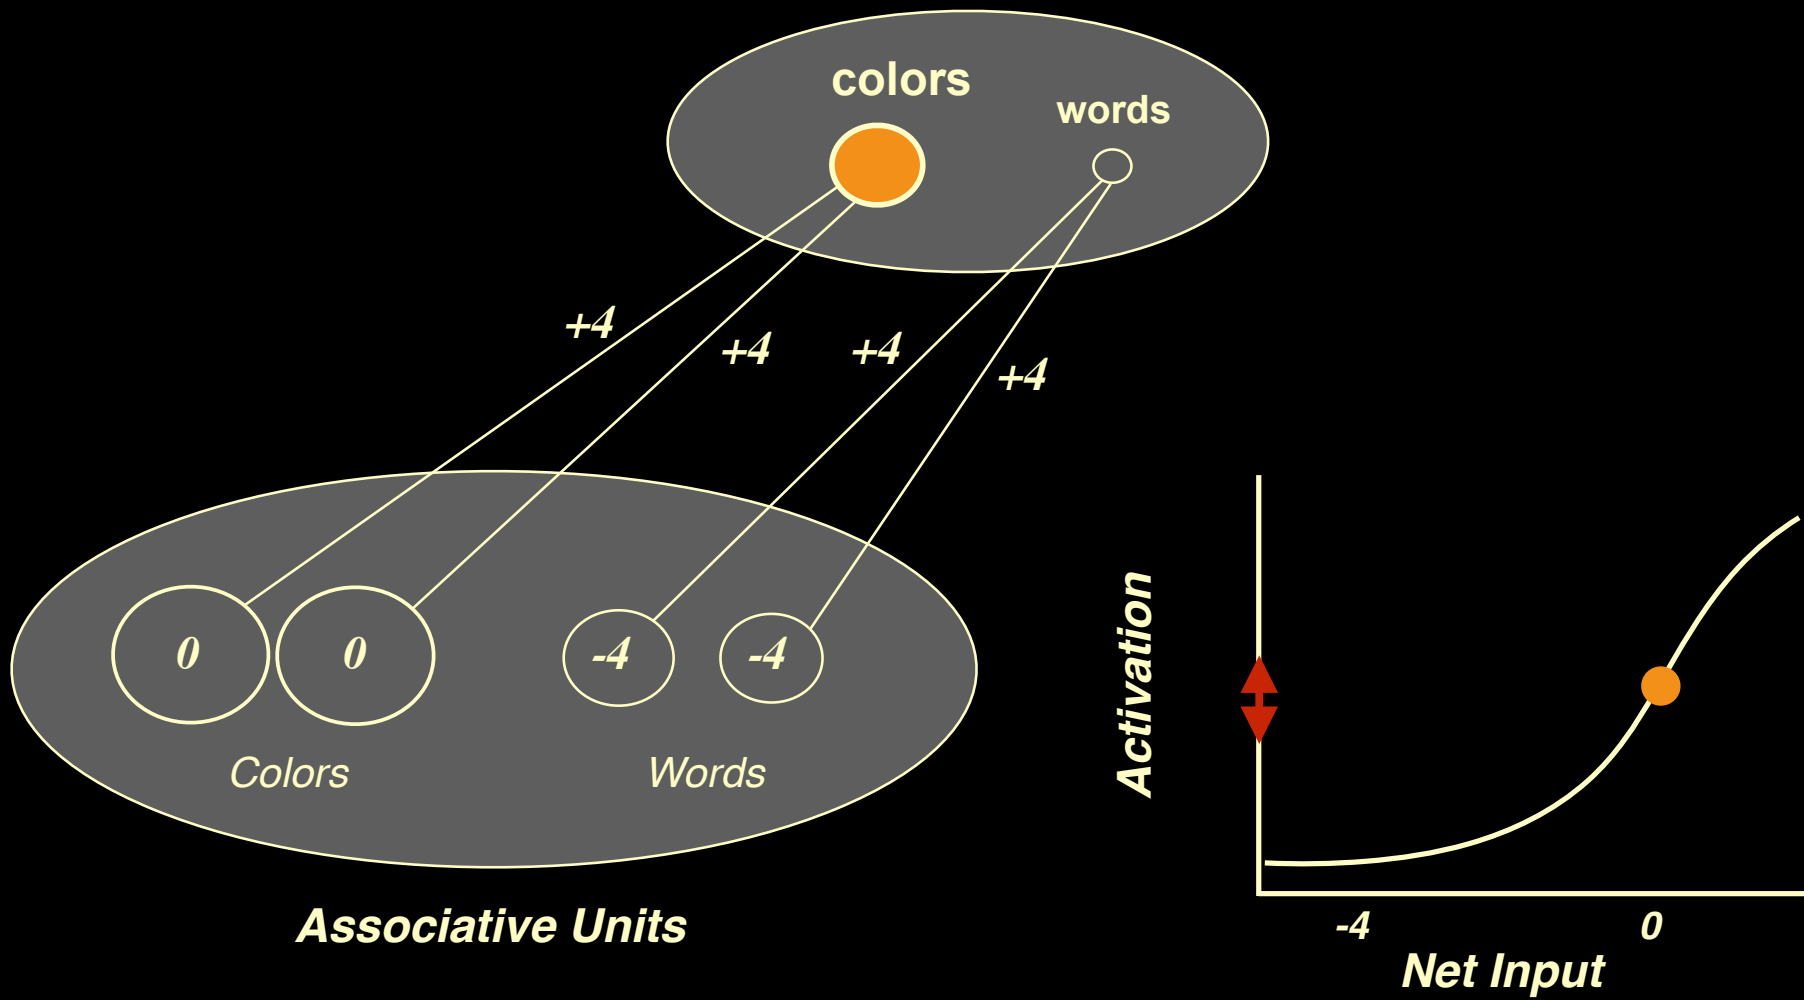 colors
words
+4
+4
+4
+4
0
0
-4
-4
Colors
Words
Associative Units
Activation
-4
0
Net Input